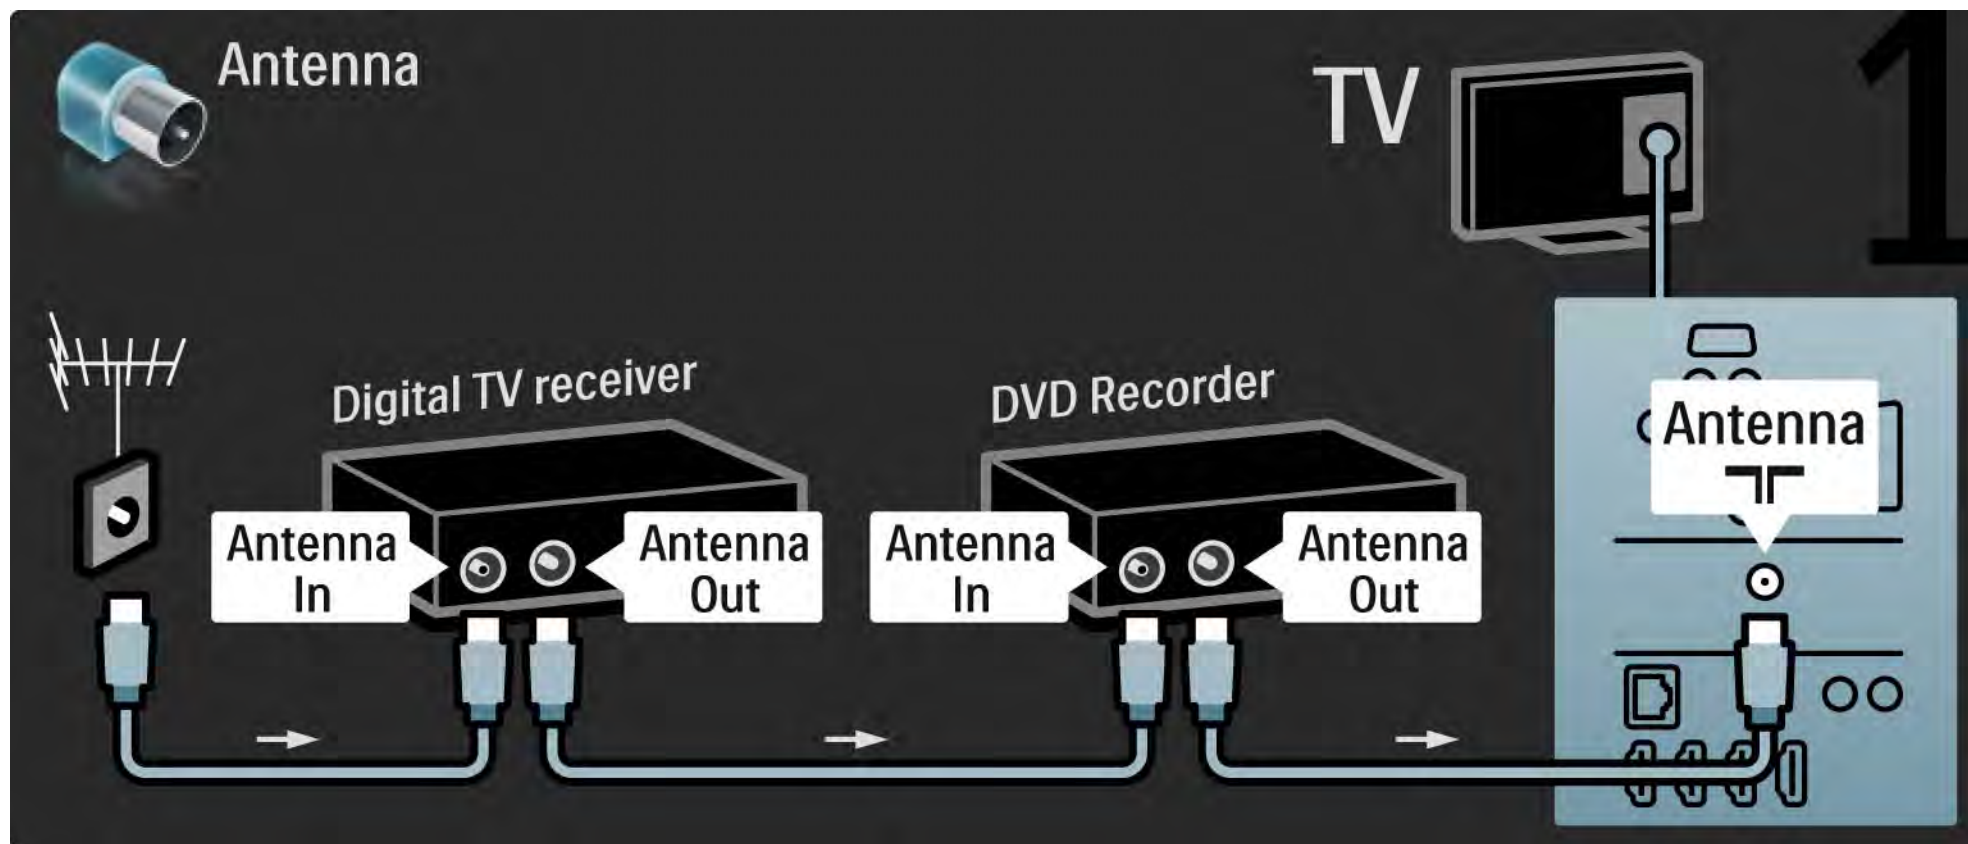 Antenna
TV
1
Digital TV receiver
DVD Recorder
Antenna
Antenna
In
Antenna
Out
Antenna
In
Antenna
Out